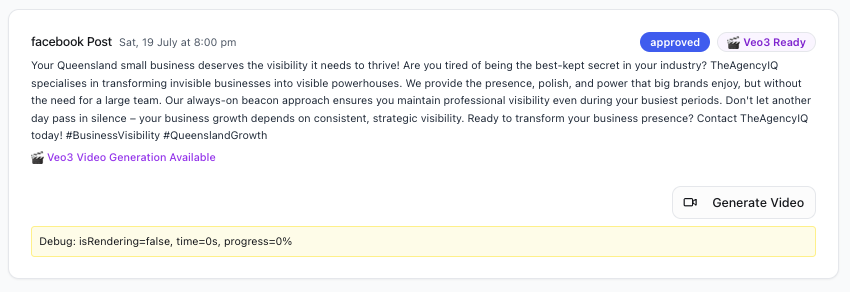 facebook Post Sat, 19 July at 8:00 pm approved 🎬 Veo3 Ready
Your Queensland small business deserves the visibility it needs to thrive! Are you tired of being the best-kept secret in your industry? TheAgencyIQ
specialises in transforming invisible businesses into visible powerhouses. We provide the presence, polish, and power that big brands enjoy, but without
the need for a large team. Our always-on beacon approach ensures you maintain professional visibility even during your busiest periods. Don't let another
day pass in silence – your business growth depends on consistent, strategic visibility. Ready to transform your business presence? Contact TheAgencyIQ
today! #BusinessVisibility #QueenslandGrowth
🎬 Veo3 Video Generation Available
Generate Video
Debug: isRendering=false, time=0s, progress=0%